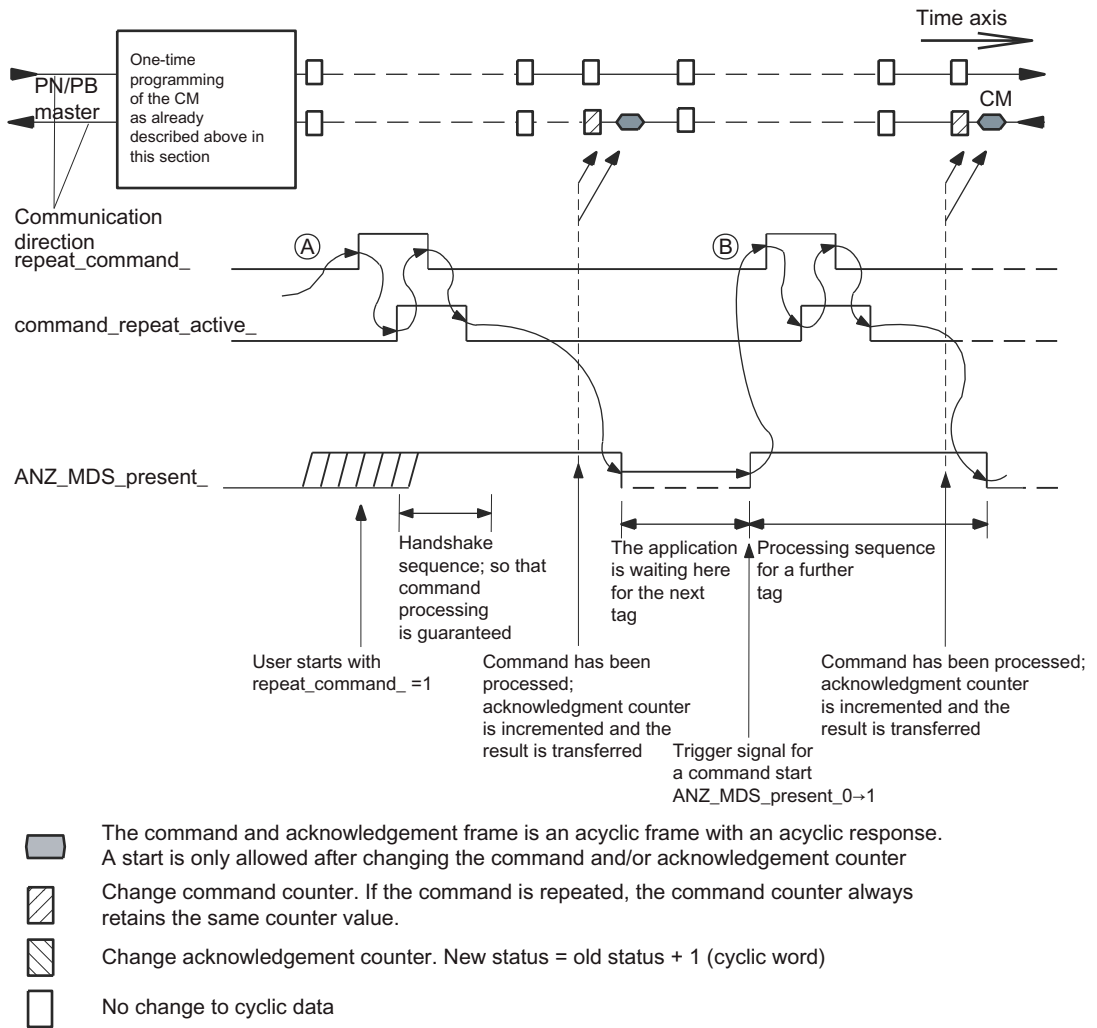 Time axis
One-time
programming
of the CM
as already
described above in
this section
PN/PB
master
CM
Communication
direction
repeat_command_
A
B
command_repeat_active_
ANZ_MDS_present_
Handshake
sequence; so that
command
processing
is guaranteed
The application
is waiting here
for the next
tag
Processing sequence
for a further
tag
User starts with
repeat_command_ =1
Command has been
processed;
acknowledgment counter
is incremented and the
result is transferred
Trigger signal for
a command start
ANZ_MDS_present_0→1
Command has been processed;
acknowledgment counter
is incremented and the
result is transferred
The command and acknowledgement frame is an acyclic frame with an acyclic response.
A start is only allowed after changing the command and/or acknowledgement counter
Change command counter. If the command is repeated, the command counter always
retains the same counter value.
Change acknowledgement counter. New status = old status + 1 (cyclic word)
No change to cyclic data